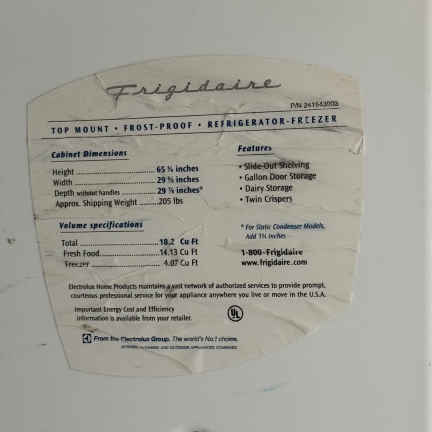 Frigidaire
P/N 241543003
TOP MOUNT • FROST-PROOF • REFRIGERATOR-FREEZER
Cabinet Dimensions
Height 65 ¾ inches
Width 29 ⅝ inches
Depth without handles 29 ⅞ inches*
Approx. Shipping Weight 205 lbs
Features
• Slide-Out Shelving
• Gallon Door Storage
• Dairy Storage
• Twin Crispers
Volume specifications
Total 18.2 Cu Ft
Fresh Food 14.13 Cu Ft
Freezer 4.07 Cu Ft
* For Static Condenser Models,
Add 1¼ inches
1-800-Frigidaire
www.frigidaire.com
Electrolux Home Products maintains a vast network of authorized services to provide prompt,
courteous professional service for your appliance anywhere you live or move in the U.S.A.
Important Energy Cost and Efficiency
information is available from your retailer.
UL
From the Electrolux Group. The world's No.1 choice.